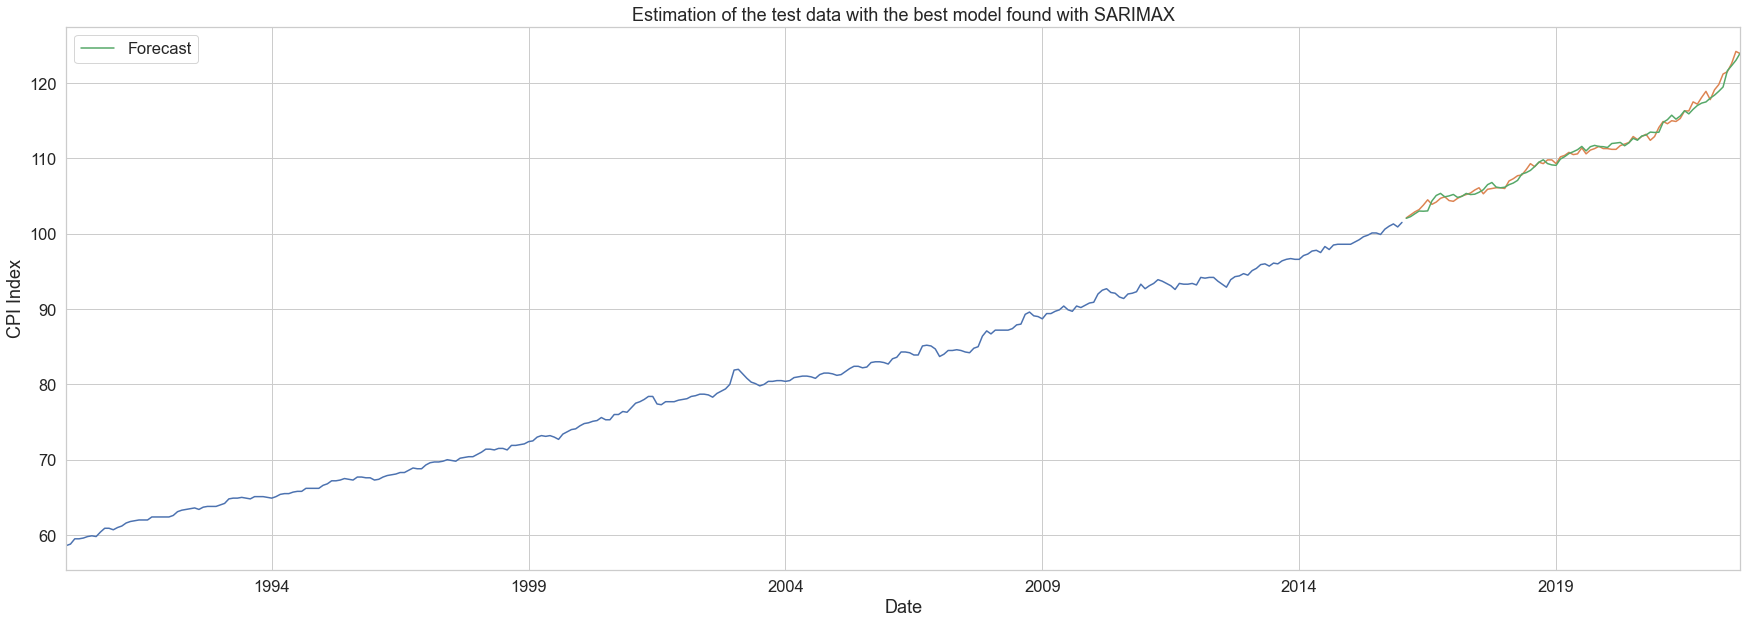 Estimation of the test data with the best model found with SARIMAX
Forecast
120
110
100
90
80
70
60
CPI Index
1994 1999 2004 2009 2014 2019
Date